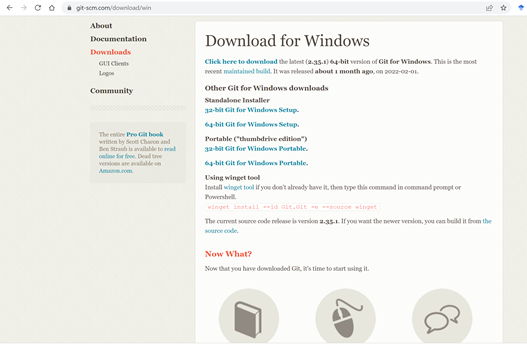 git-scm.com/download/win
About
Documentation
Downloads
GUI Clients
Logos
Community
The entire Pro Git book
written by Scott Chacon and
Ben Straub is available to read
online for free. Dead tree
versions are available on
Amazon.com.
Download for Windows
Click here to download the latest (2.35.1) 64-bit version of Git for Windows. This is the most
recent maintained build. It was released about 1 month ago, on 2022-02-01.
Other Git for Windows downloads
Standalone Installer
32-bit Git for Windows Setup.
64-bit Git for Windows Setup.
Portable ("thumbdrive edition")
32-bit Git for Windows Portable.
64-bit Git for Windows Portable.
Using winget tool
Install winget tool if you don't already have it, then type this command in command prompt or
Powershell.
winget install --id Git.Git -e --source winget
The current source code release is version 2.35.1. If you want the newer version, you can build it from the
source code.
Now What?
Now that you have downloaded Git, it's time to start using it.